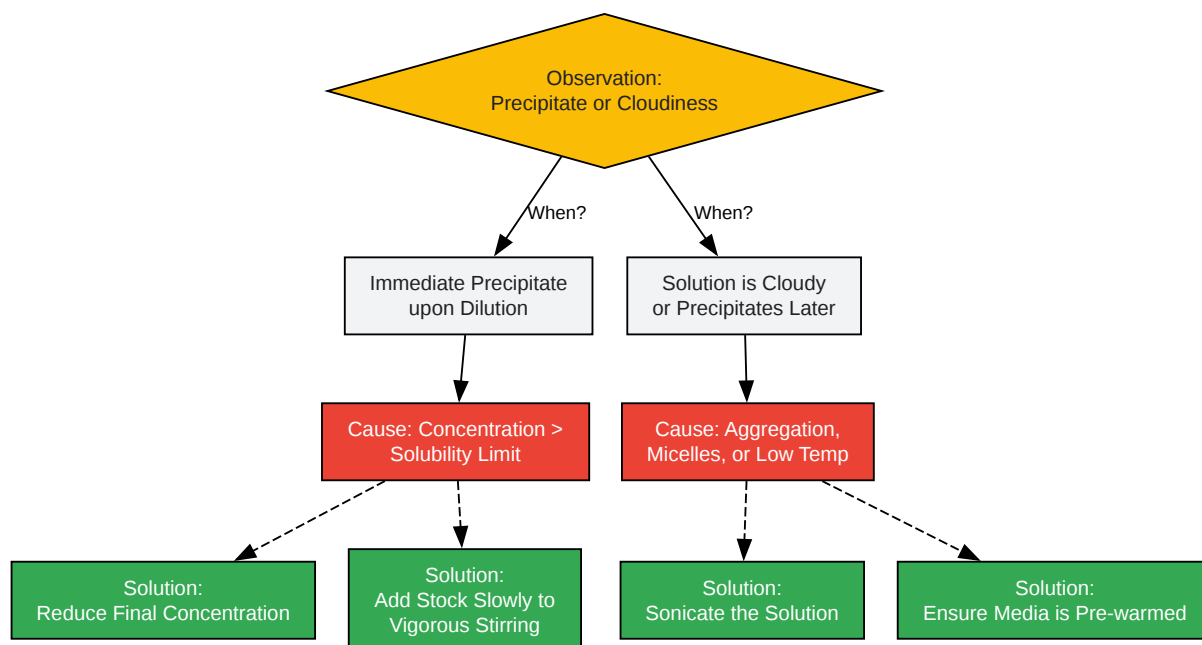 Observation:
Precipitate or Cloudiness
When?
When?
Immediate Precipitate
upon Dilution
Solution is Cloudy
or Precipitates Later
Cause: Concentration >
Solubility Limit
Cause: Aggregation,
Micelles, or Low Temp
Solution:
Reduce Final Concentration
Solution:
Add Stock Slowly to
Vigorous Stirring
Solution:
Sonicate the Solution
Solution:
Ensure Media is Pre-warmed